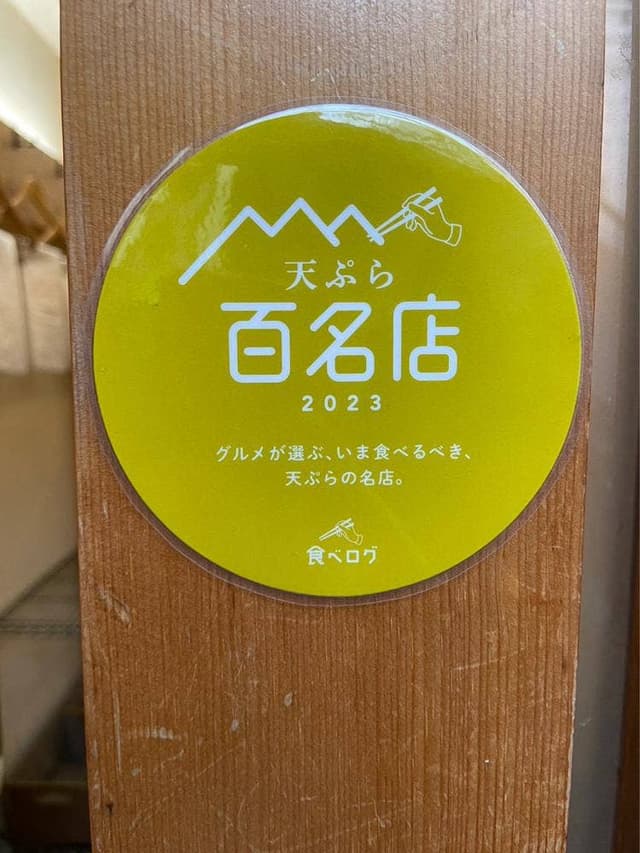 天ぷら
百名店
2023
グルメが選ぶ、いま食べるべき、
天ぷらの名店。
食べログ